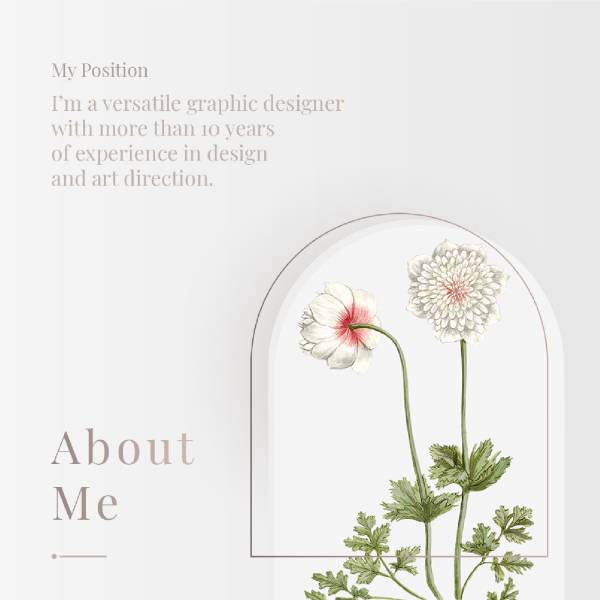 My Position
I'm a versatile graphic designer
with more than 10 years
of experience in design
and art direction.
About
Me